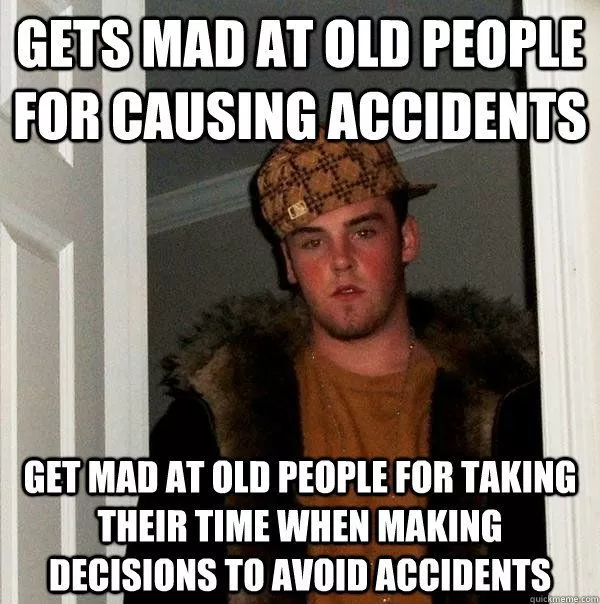 GETS MAD AT OLD PEOPLE
FOR CAUSING ACCIDENTS
GET MAD AT OLD PEOPLE FOR TAKING
THEIR TIME WHEN MAKING
DECISIONS TO AVOID ACCIDENTS
quickmeme.com